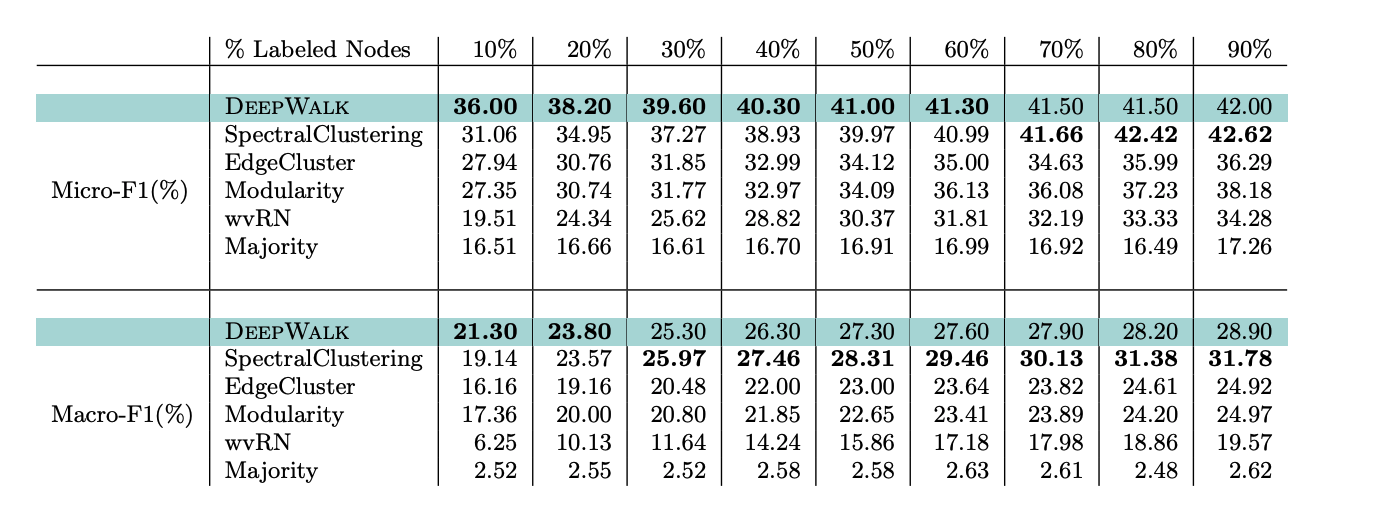 % Labeled Nodes 10% 20% 30% 40% 50% 60% 70% 80% 90%
DEEPWALK 36.00 38.20 39.60 40.30 41.00 41.30 41.50 41.50 42.00
SpectralClustering 31.06 34.95 37.27 38.93 39.97 40.99 41.66 42.42 42.62
EdgeCluster 27.94 30.76 31.85 32.99 34.12 35.00 34.63 35.99 36.29
Micro-F1(%) Modularity 27.35 30.74 31.77 32.97 34.09 36.13 36.08 37.23 38.18
wvRN 19.51 24.34 25.62 28.82 30.37 31.81 32.19 33.33 34.28
Majority 16.51 16.66 16.61 16.70 16.91 16.99 16.92 16.49 17.26
DEEPWALK 21.30 23.80 25.30 26.30 27.30 27.60 27.90 28.20 28.90
SpectralClustering 19.14 23.57 25.97 27.46 28.31 29.46 30.13 31.38 31.78
EdgeCluster 16.16 19.16 20.48 22.00 23.00 23.64 23.82 24.61 24.92
Macro-F1(%) Modularity 17.36 20.00 20.80 21.85 22.65 23.41 23.89 24.20 24.97
wvRN 6.25 10.13 11.64 14.24 15.86 17.18 17.98 18.86 19.57
Majority 2.52 2.55 2.52 2.58 2.58 2.63 2.61 2.48 2.62